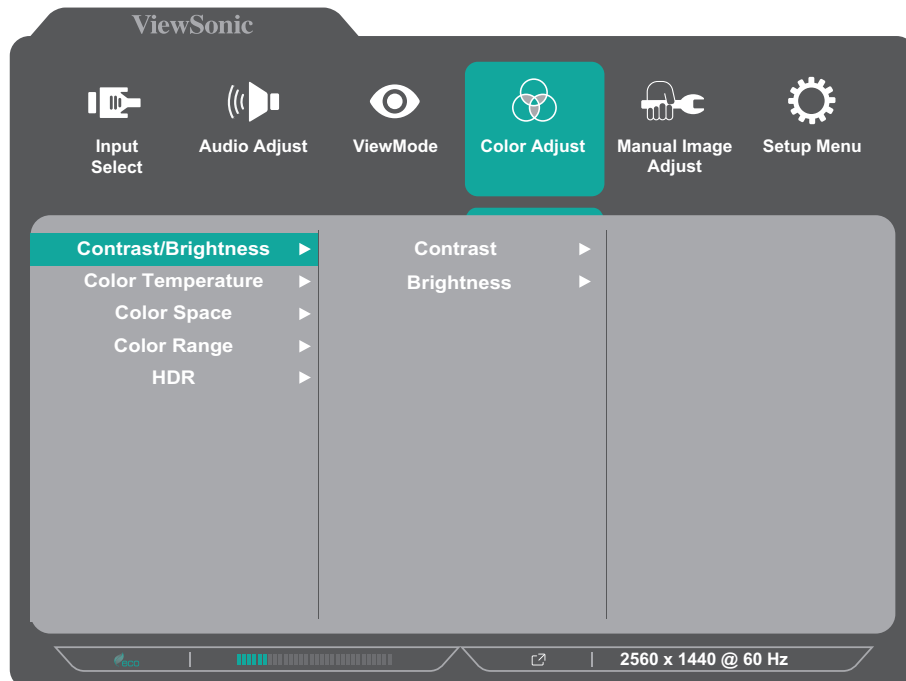 ViewSonic
Input
Select
Audio Adjust
ViewMode
Color Adjust
Manual Image
Adjust
Setup Menu
Contrast/Brightness
Color Temperature
Color Space
Color Range
HDR
Contrast
Brightness
eco
2560 x 1440 @ 60 Hz